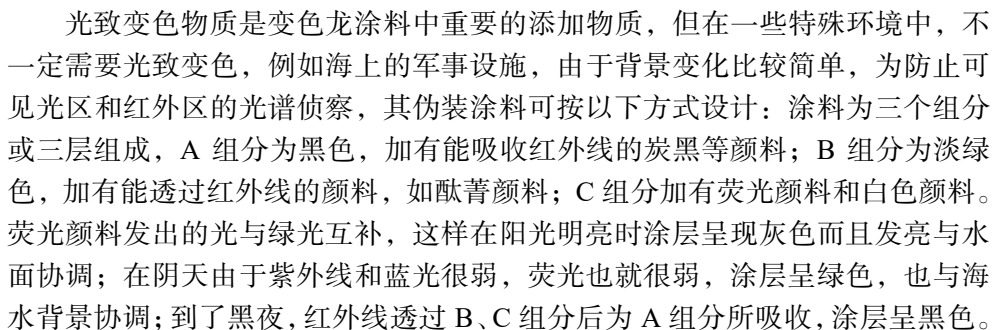 光致变色物质是变色龙涂料中重要的添加物质，但在一些特殊环境中，不
一定需要光致变色，例如海上的军事设施，由于背景变化比较简单，为防止可
见光区和红外区的光谱侦察，其伪装涂料可按以下方式设计：涂料为三个组分
或三层组成，A 组分为黑色，加有能吸收红外线的炭黑等颜料；B 组分为淡绿
色，加有能透过红外线的颜料，如酞菁颜料；C 组分加有荧光颜料和白色颜料。
荧光颜料发出的光与绿光互补，这样在阳光明亮时涂层呈现灰色而且发亮与水
面协调；在阴天由于紫外线和蓝光很弱，荧光也就很弱，涂层呈绿色，也与海
水背景协调；到了黑夜，红外线透过 B、C 组分后为 A 组分所吸收，涂层呈黑色。